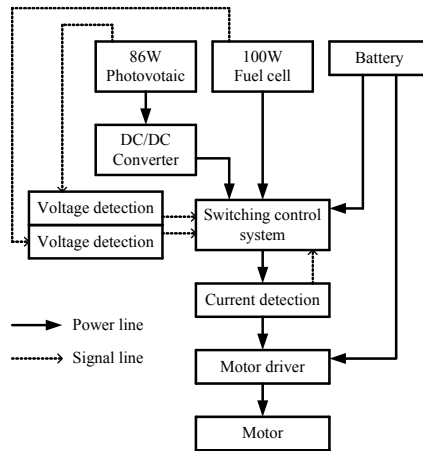 86W
Photovotaic
100W
Fuel cell
Battery
DC/DC
Converter
Voltage detection
Voltage detection
Switching control
system
Current detection
Power line
Signal line
Motor driver
Motor